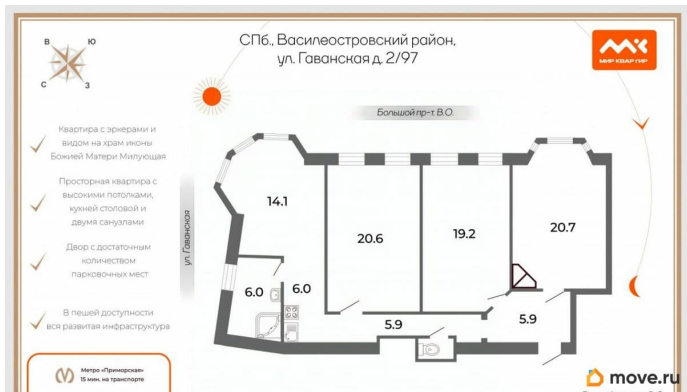 СПб., Василеостровский район,
ул. Гаванская д. 2/97
МИР КВАРТИР
В Ю
С З
Большой пр-т. В.О.
Квартира с эркерами и
видом на храм иконы
Божией Матери Милующая
Просторная квартира с
высокими потолками,
кухней столовой и
двумя санузлами
Двор с достаточным
количеством
парковочных мест
В пешей доступности
вся развитая инфраструктура
Метро «Приморская»
15 мин. на транспорте
ул. Гаванская
14.1
20.6
19.2
20.7
6.0
6.0
5.9
5.9
move.ru